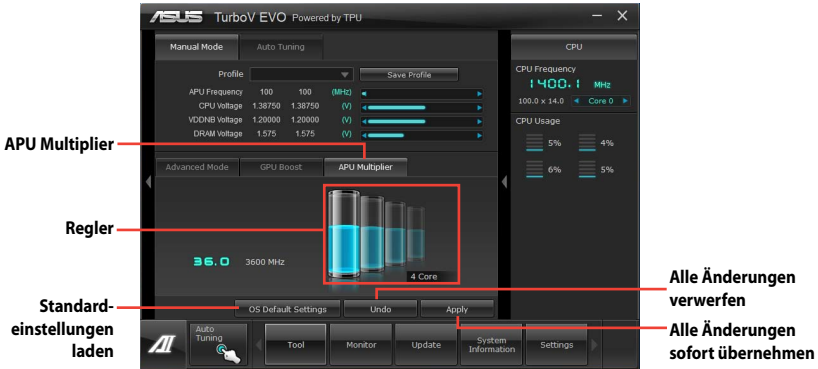 ASUS TurboV EVO Powered by TPU
Manual Mode Auto Tuning
Profile Save Profile
APU Frequency 100 100 (MHz)
CPU Voltage 1.38750 1.38750 (V)
VDDNB Voltage 1.20000 1.20000 (V)
DRAM Voltage 1.575 1.575 (V)
CPU
CPU Frequency
1400.1 MHz
100.0 x 14.0 Core 0
CPU Usage
5% 4%
6% 5%
APU Multiplier
Advanced Mode GPU Boost APU Multiplier
Regler
36.0 3600 MHz
4 Core
Standard-
einstellungen
laden
OS Default Settings Undo Apply
Alle Änderungen
verwerfen
Alle Änderungen
sofort übernehmen
AI
Auto
Tuning
Tool Monitor Update System
Information Settings